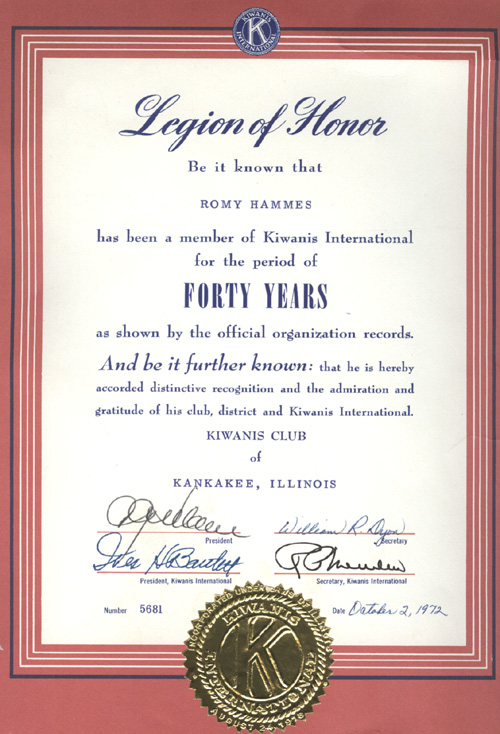 KIWANIS
K
INTERNATIONAL
Legion of Honor
Be it known that
ROMY HAMMES
has been a member of Kiwanis International
for the period of
FORTY YEARS
as shown by the official organization records.
And be it further known: that he is hereby
accorded distinctive recognition and the admiration and
gratitude of his club, district and Kiwanis International.
KIWANIS CLUB
of
KANKAKEE, ILLINOIS
William R. Dyon
President
Secretary
President, Kiwanis International
Secretary, Kiwanis International
Number 5681
Date October 2, 1972
KIWANIS
K
INTERNATIONAL